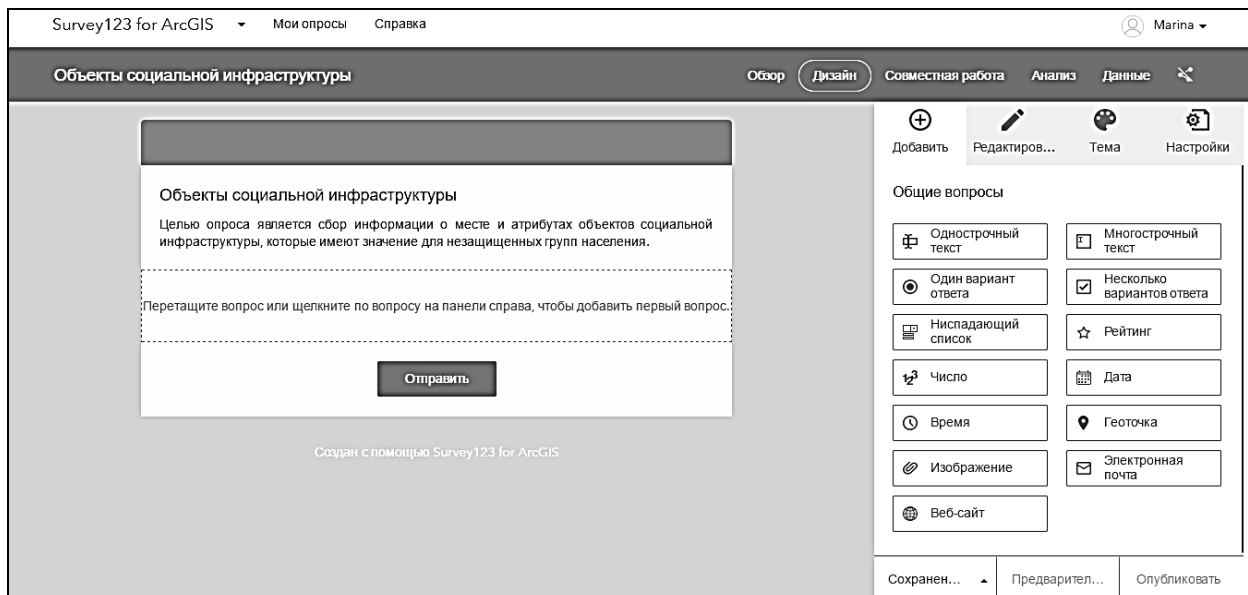 Survey123 for ArcGIS Мои опросы Справка Marina
Объекты социальной инфраструктуры Обзор Дизайн Совместная работа Анализ Данные
Добавить Редактиров... Тема Настройки
Объекты социальной инфраструктуры
Целью опроса является сбор информации о месте и атрибутах объектов социальной
инфраструктуры, которые имеют значение для незащищенных групп населения.
Перетащите вопрос или щелкните по вопросу на панели справа, чтобы добавить первый вопрос.
Отправить
Создан с помощью Survey123 for ArcGIS
Общие вопросы
Однострочный
текст
Многострочный
текст
Один вариант
ответа
Несколько
вариантов ответа
Ниспадающий
список
Рейтинг
Число
Дата
Время
Геоточка
Изображение
Электронная
почта
Веб-сайт
Сохранен... Предварител... Опубликовать